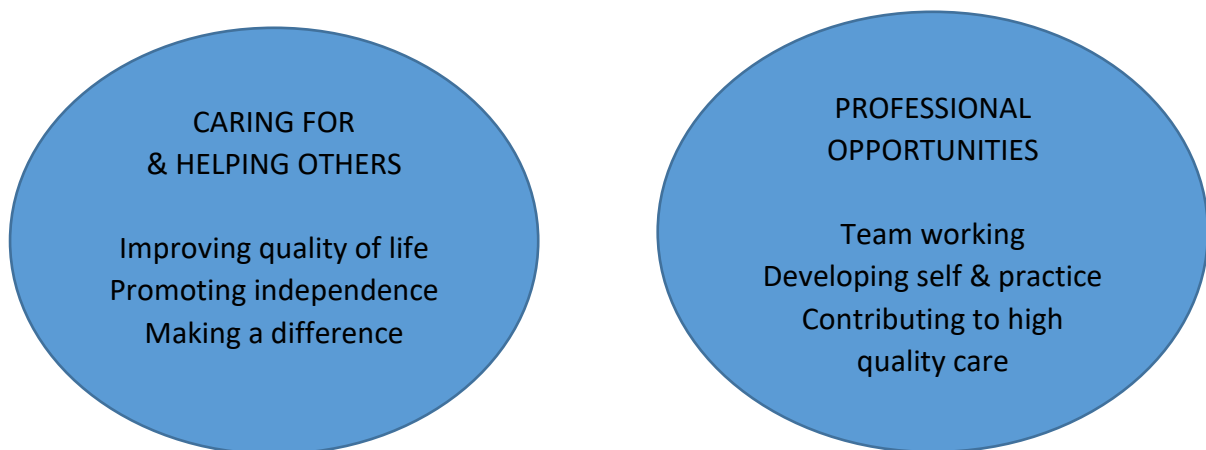 CARING FOR
& HELPING OTHERS
Improving quality of life
Promoting independence
Making a difference
PROFESSIONAL
OPPORTUNITIES
Team working
Developing self & practice
Contributing to high
quality care